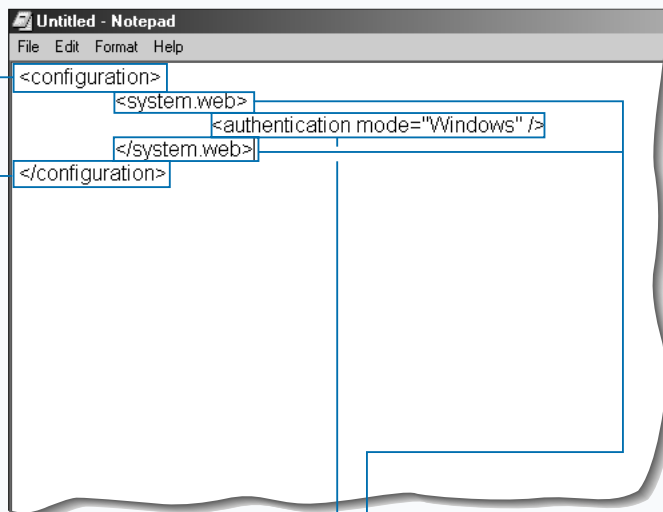 Untitled - Notepad
File Edit Format Help
<configuration>
<system.web>
<authentication mode="Windows" />
</system.web>
</configuration>